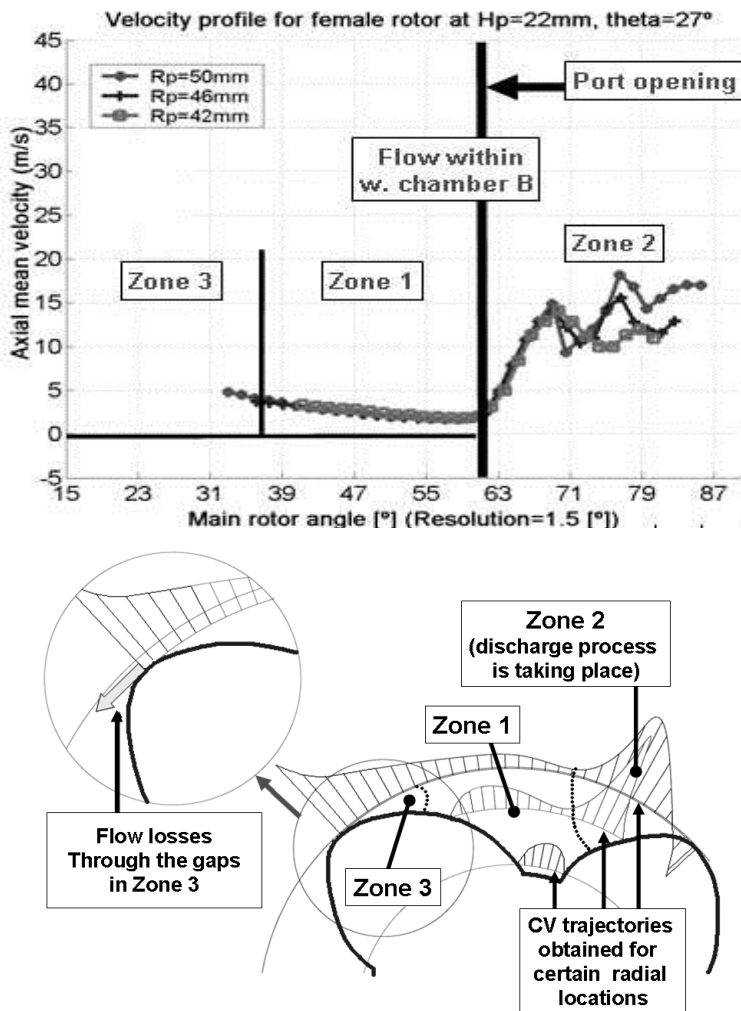 Velocity profile for female rotor at Hp=22mm, theta=27º
45
40
35
30
25
20
15
10
5
0
-5
Axial mean velocity (m/s)
Rp=50mm
Rp=46mm
Rp=42mm
Port opening
Flow within
w. chamber B
Zone 3
Zone 1
Zone 2
15 23 31 39 47 55 63 71 79 87
Main rotor angle [º] (Resolution=1.5 [º])
Zone 2
(discharge process
is taking place)
Zone 1
Flow losses
Through the gaps
in Zone 3
Zone 3
CV trajectories
obtained for
certain radial
locations